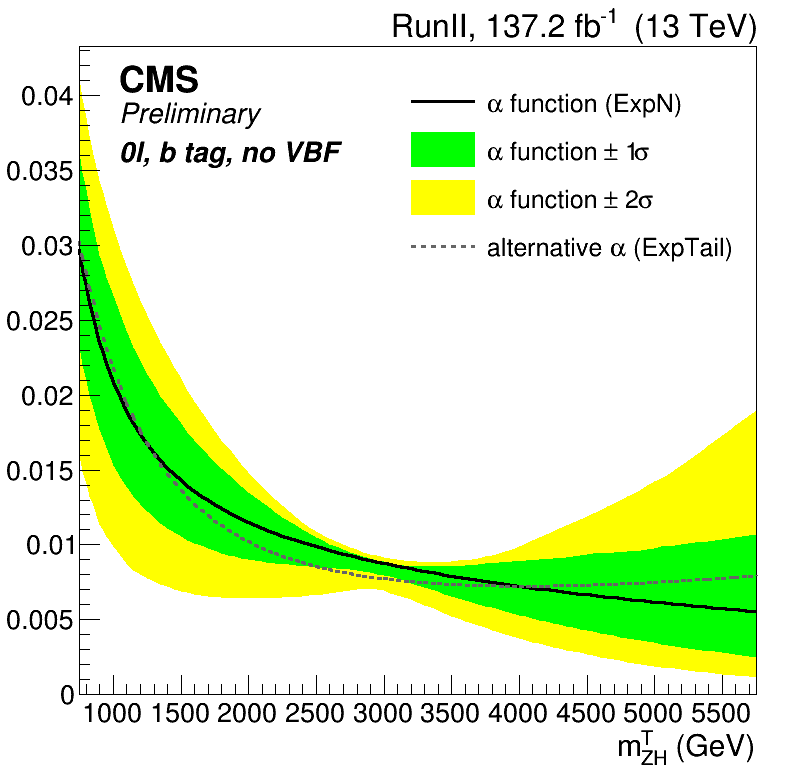 RunII, 137.2 fb-1 (13 TeV)
CMS
Preliminary
0l, b tag, no VBF
α function (ExpN)
α function ± 1σ
α function ± 2σ
alternative α (ExpTail)
0.04
0.035
0.03
0.025
0.02
0.015
0.01
0.005
0
1000 1500 2000 2500 3000 3500 4000 4500 5000 5500
m^T_ZH (GeV)